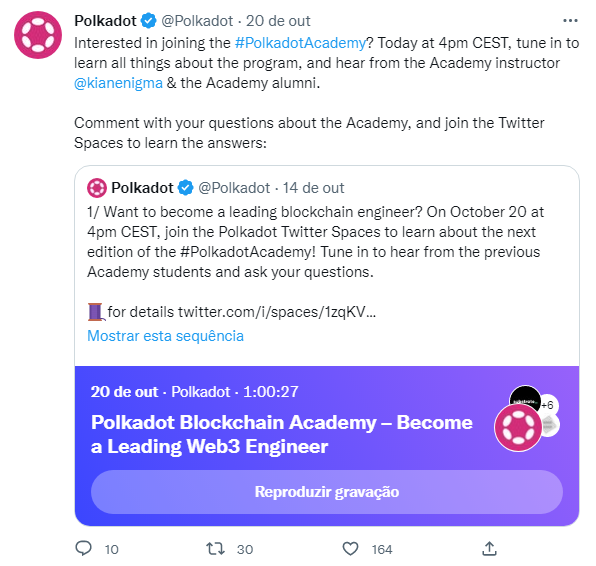 Polkadot @Polkadot · 20 de out
Interested in joining the #PolkadotAcademy? Today at 4pm CEST, tune in to
learn all things about the program, and hear from the Academy instructor
@kianenigma & the Academy alumni.
Comment with your questions about the Academy, and join the Twitter
Spaces to learn the answers:
Polkadot @Polkadot · 14 de out
1/ Want to become a leading blockchain engineer? On October 20 at
4pm CEST, join the Polkadot Twitter Spaces to learn about the next
edition of the #PolkadotAcademy! Tune in to hear from the previous
Academy students and ask your questions.
🧵 for details twitter.com/i/spaces/1zqKV...
Mostrar esta sequência
20 de out · Polkadot · 1:00:27
+6
Polkadot Blockchain Academy – Become
a Leading Web3 Engineer
Reproduzir gravação
10 30 164